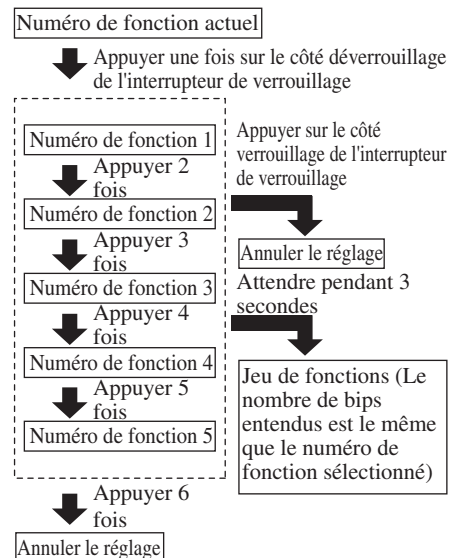 Numéro de fonction actuel
Appuyer une fois sur le côté déverrouillage
de l'interrupteur de verrouillage
Numéro de fonction 1
Appuyer 2
fois
Numéro de fonction 2
Appuyer 3
fois
Numéro de fonction 3
Appuyer 4
fois
Numéro de fonction 4
Appuyer 5
fois
Numéro de fonction 5
Appuyer 6
fois
Annuler le réglage
Appuyer sur le côté
verrouillage de l'interrupteur
de verrouillage
Annuler le réglage
Attendre pendant 3
secondes
Jeu de fonctions (Le
nombre de bips
entendus est le même
que le numéro de
fonction sélectionné)